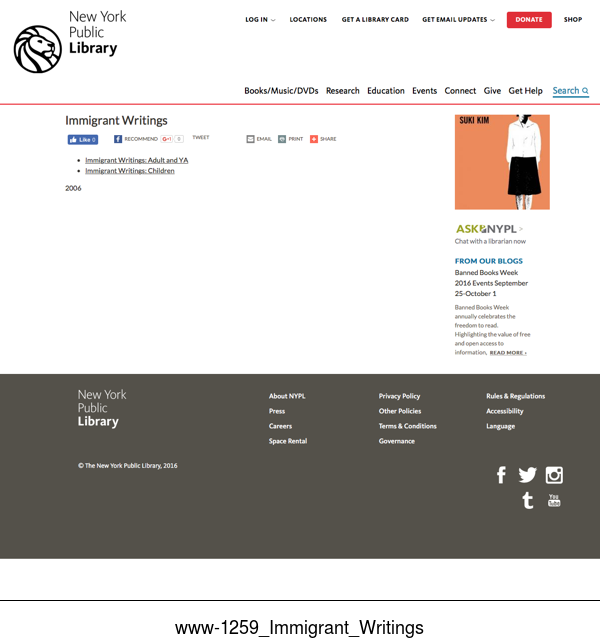 New York
Public
Library
LOG IN
LOCATIONS
GET A LIBRARY CARD
GET EMAIL UPDATES
DONATE
SHOP
Books/Music/DVDs Research Education Events Connect Give Get Help Search
Immigrant Writings
Like 0
RECOMMEND
G+1 0
TWEET
EMAIL
PRINT
SHARE
Immigrant Writings: Adult and YA
Immigrant Writings: Children
2006
SUKI KIM
ASK NYPL >
Chat with a librarian now
FROM OUR BLOGS
Banned Books Week
2016 Events September
25-October 1
Banned Books Week
annually celebrates the
freedom to read.
Highlighting the value of free
and open access to
information, READ MORE ›
New York
Public
Library
About NYPL
Press
Careers
Space Rental
Privacy Policy
Other Policies
Terms & Conditions
Governance
Rules & Regulations
Accessibility
Language
© The New York Public Library, 2016
You
Tube
www-1259_Immigrant_Writings